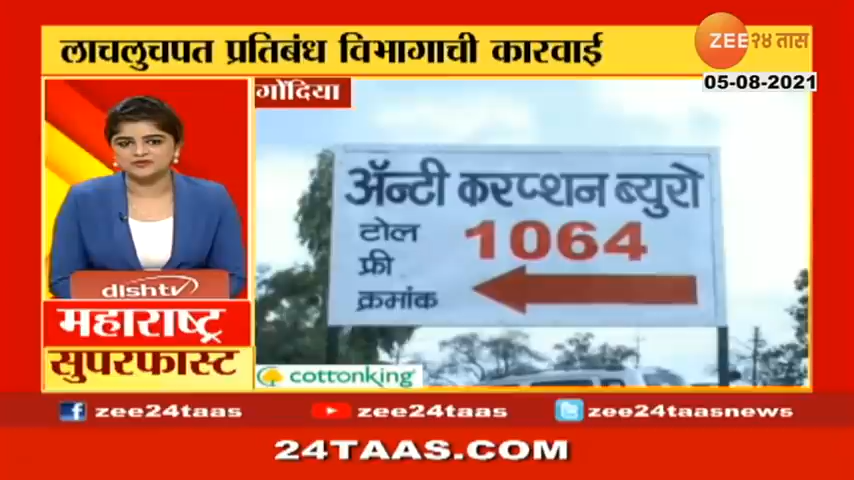 लाचलुचपत प्रतिबंध विभागाची कारवाई
ZEE २४ तास
05-08-2021
गोंदिया
ॲन्टी करप्शन ब्युरो
टोल
फ्री
क्रमांक
1064
dishtv
महाराष्ट्र
सुपरफास्ट
cottonking
zee24taas
zee24taas
zee24taasnews
24TAAS.COM